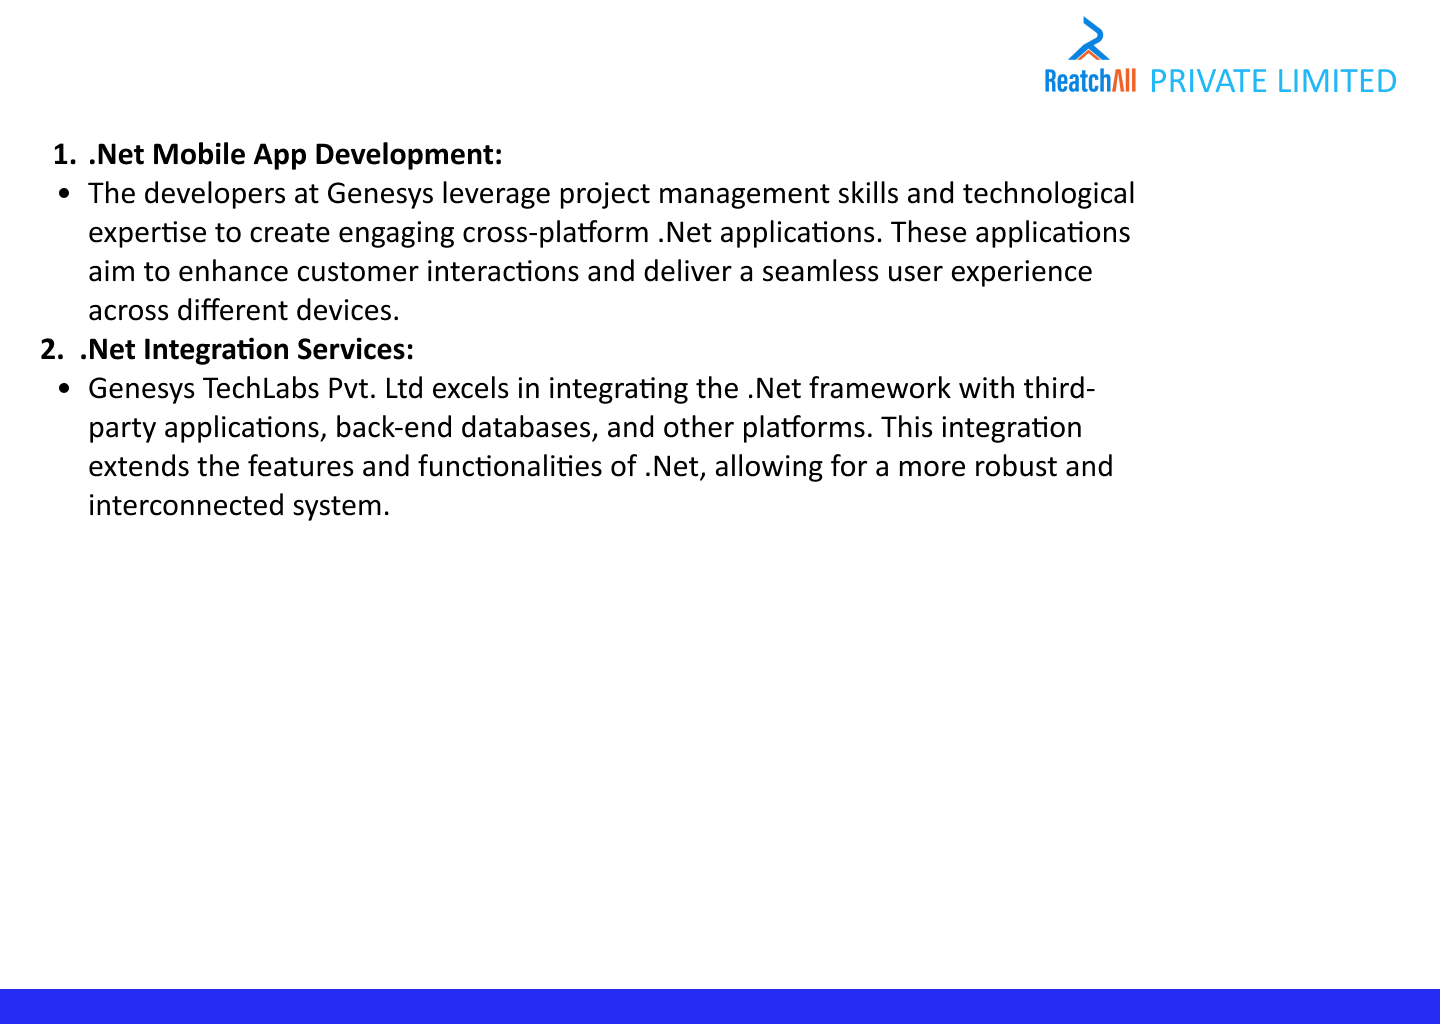 ReatchAll PRIVATE LIMITED
1. .Net Mobile App Development:
• The developers at Genesys leverage project management skills and technological
expertise to create engaging cross-platform .Net applications. These applications
aim to enhance customer interactions and deliver a seamless user experience
across different devices.
2. .Net Integration Services:
• Genesys TechLabs Pvt. Ltd excels in integrating the .Net framework with third-
party applications, back-end databases, and other platforms. This integration
extends the features and functionalities of .Net, allowing for a more robust and
interconnected system.